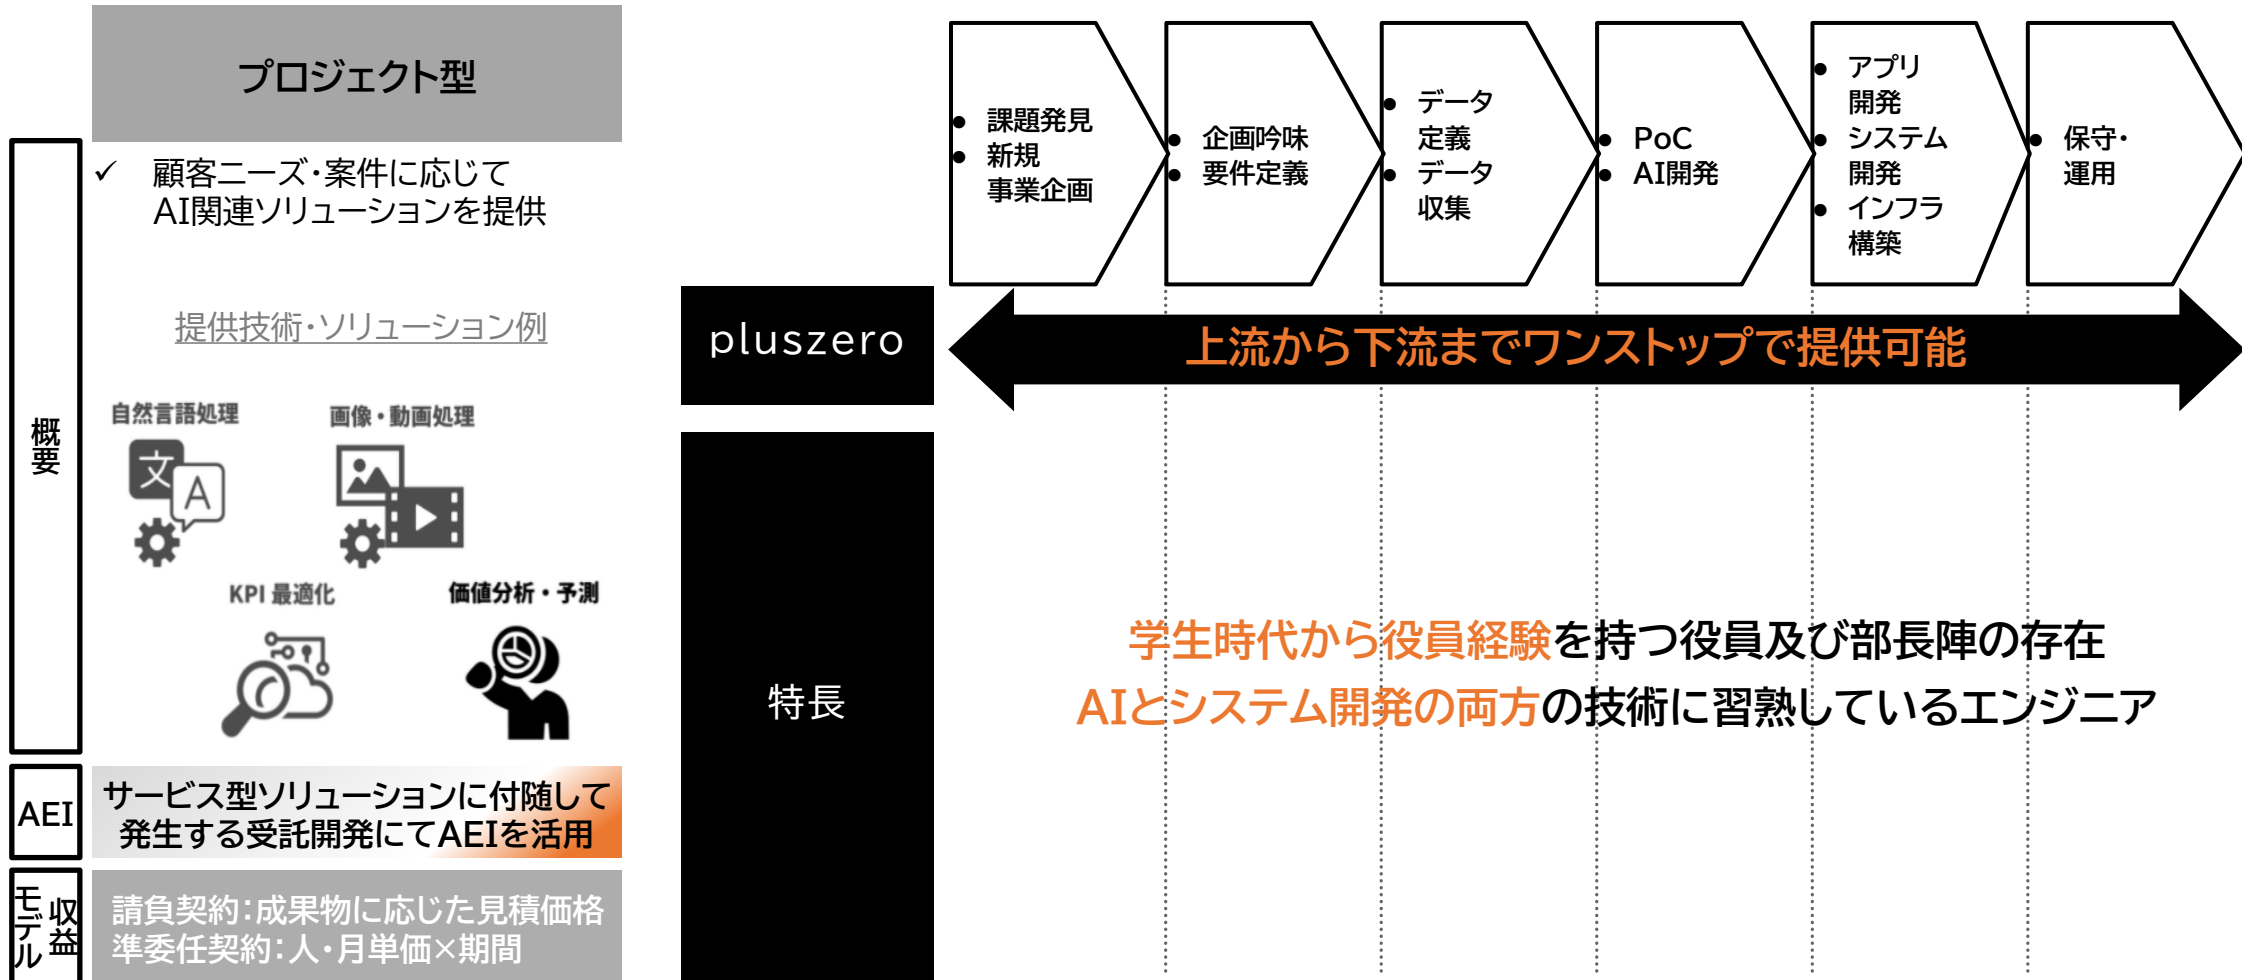 プロジェクト型
概要
✓ 顧客ニーズ・案件に応じて
AI関連ソリューションを提供
提供技術・ソリューション例
自然言語処理
画像・動画処理
文
A
KPI 最適化
価値分析・予測
AEI
サービス型ソリューションに付随して
発生する受託開発にてAEIを活用
収益
モデル
請負契約：成果物に応じた見積価格
準委任契約：人・月単価×期間
• 課題発見
• 新規
事業企画
• 企画吟味
• 要件定義
• データ
定義
• データ
収集
• PoC
• AI開発
• アプリ
開発
• システム
開発
• インフラ
構築
• 保守・
運用
pluszero
上流から下流までワンストップで提供可能
特長
学生時代から役員経験を持つ役員及び部長陣の存在
AIとシステム開発の両方の技術に習熟しているエンジニア